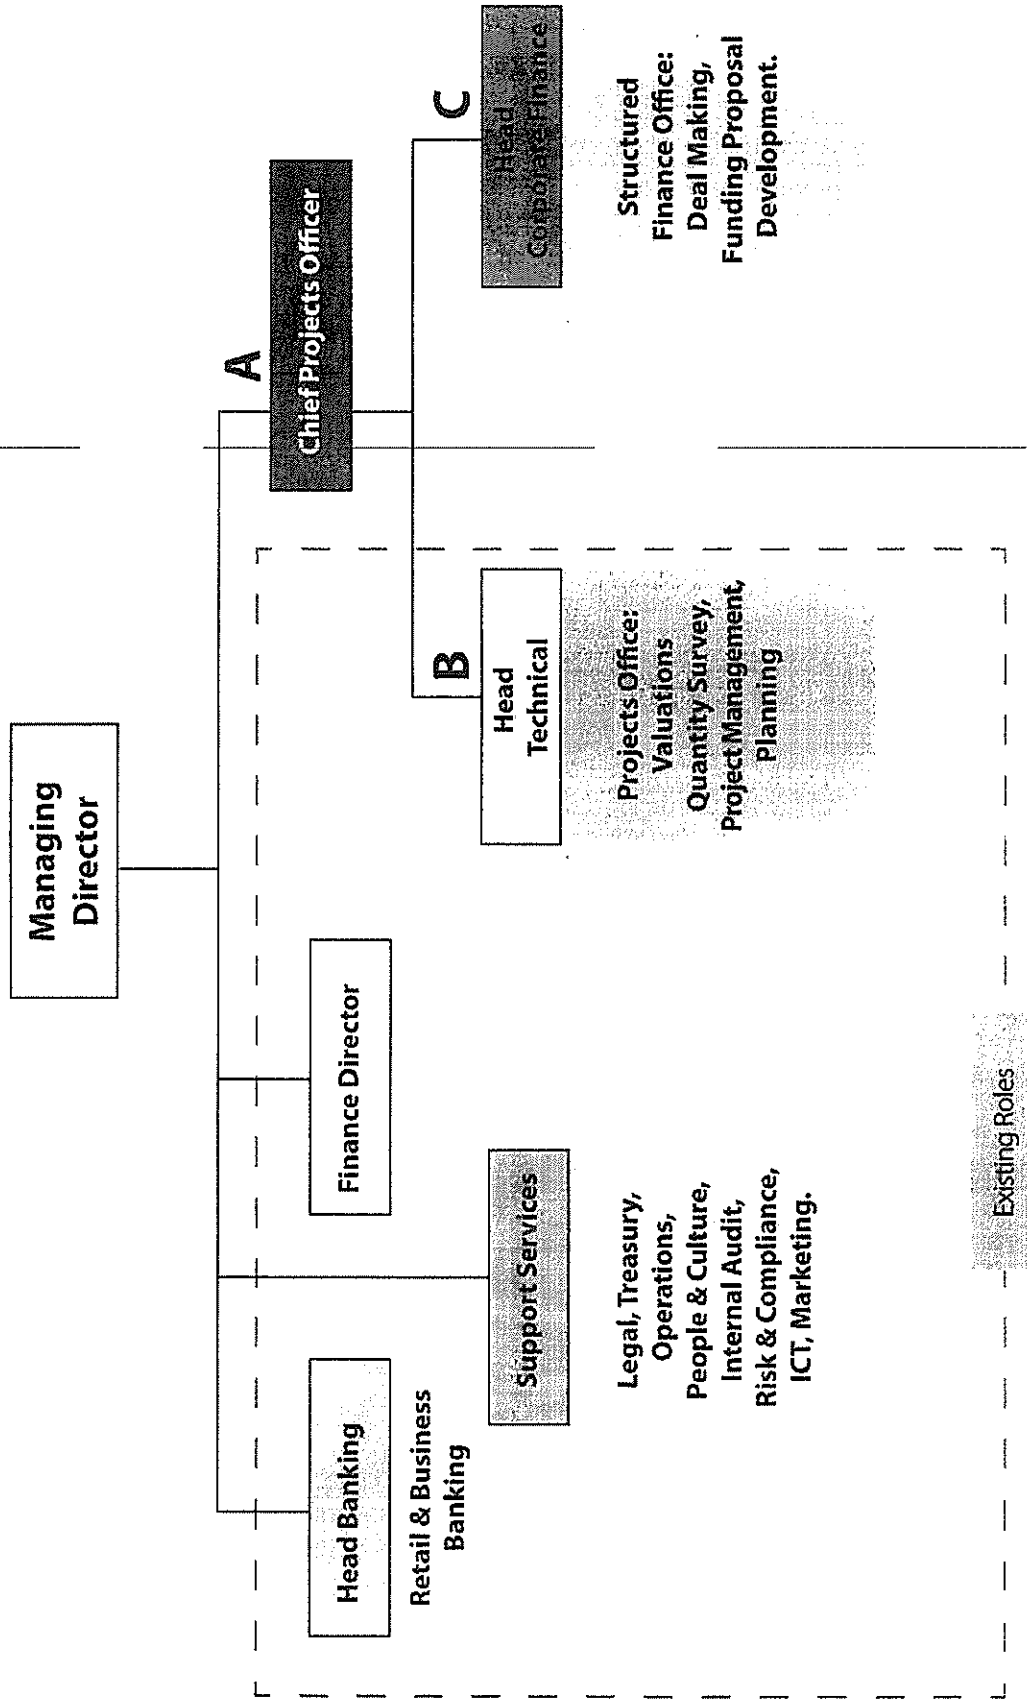 Managing
Director
Head Banking
Retail & Business
Banking
Support Services
Legal, Treasury,
Operations,
People & Culture,
Internal Audit,
Risk & Compliance,
ICT, Marketing.
Finance Director
A
Chief Projects Officer
B
Head
Technical
Projects Office:
Valuations
Quantity Survey,
Project Management,
Planning
C
Head
Corporate Finance
Structured
Finance Office:
Deal Making,
Funding Proposal
Development.
Existing Roles